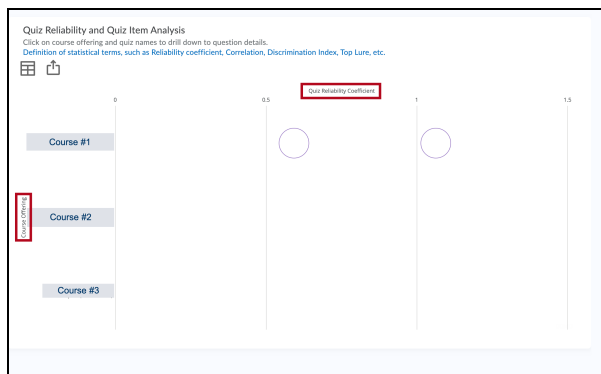 Quiz Reliability and Quiz Item Analysis
Click on course offering and quiz names to drill down to question details.
Definition of statistical terms, such as Reliability coefficient, Correlation, Discrimination Index, Top Lure, etc.
Quiz Reliability Coefficient
0 0.5 1 1.5
Course #1
Course Offering
Course #2
Course #3